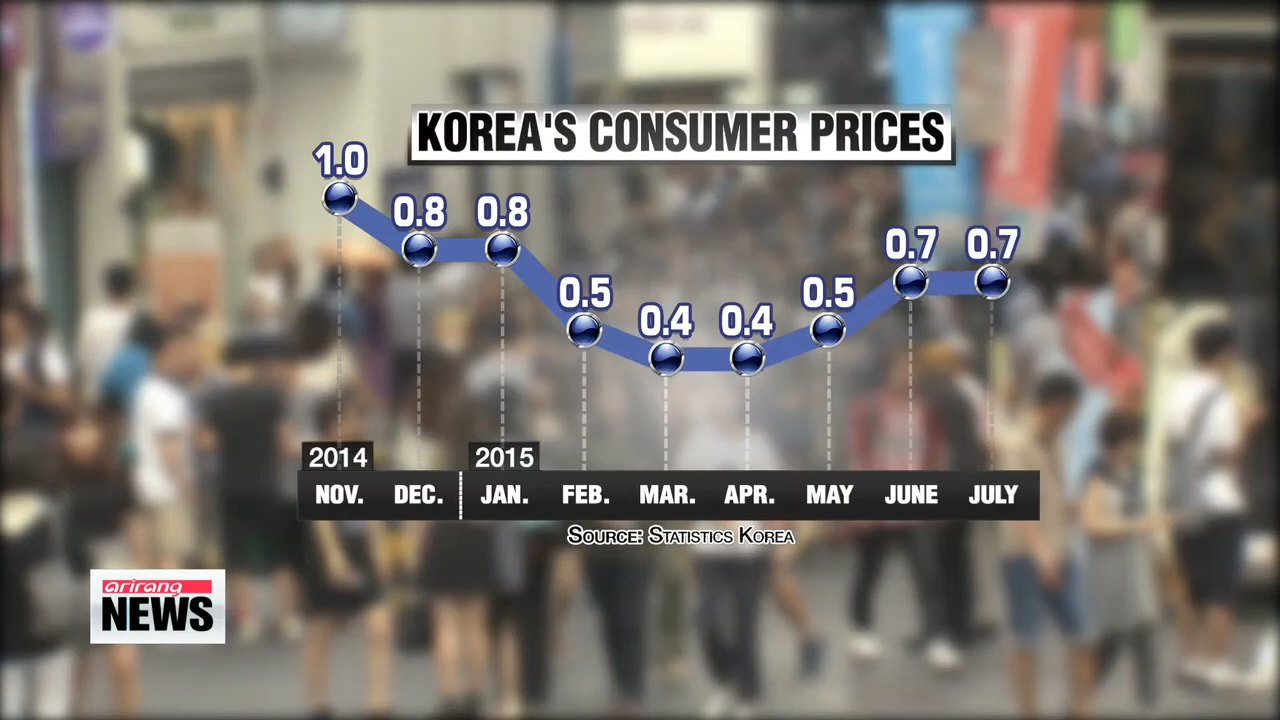 KOREA'S CONSUMER PRICES
1.0
0.8
0.8
0.5
0.4
0.4
0.5
0.7
0.7
2014
2015
NOV. DEC. JAN. FEB. MAR. APR. MAY JUNE JULY
SOURCE: STATISTICS KOREA
arirang
NEWS